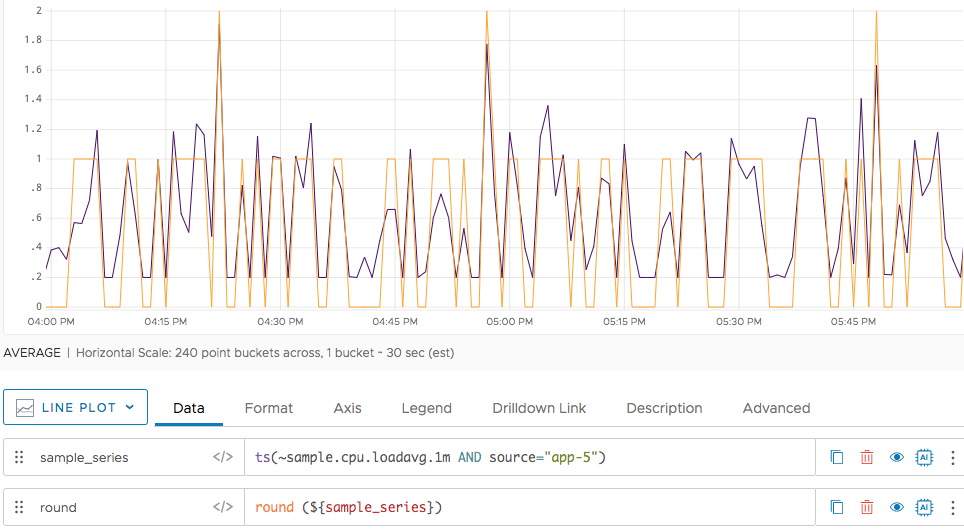 2
1.8
1.6
1.4
1.2
1
.8
.6
.4
.2
0
04:00 PM 04:15 PM 04:30 PM 04:45 PM 05:00 PM 05:15 PM 05:30 PM 05:45 PM
AVERAGE | Horizontal Scale: 240 point buckets across, 1 bucket ~ 30 sec (est)
LINE PLOT Data Format Axis Legend Drilldown Link Description Advanced
sample_series </> ts(~sample.cpu.loadavg.1m AND source="app-5") AI
round </> round (${sample_series}) AI